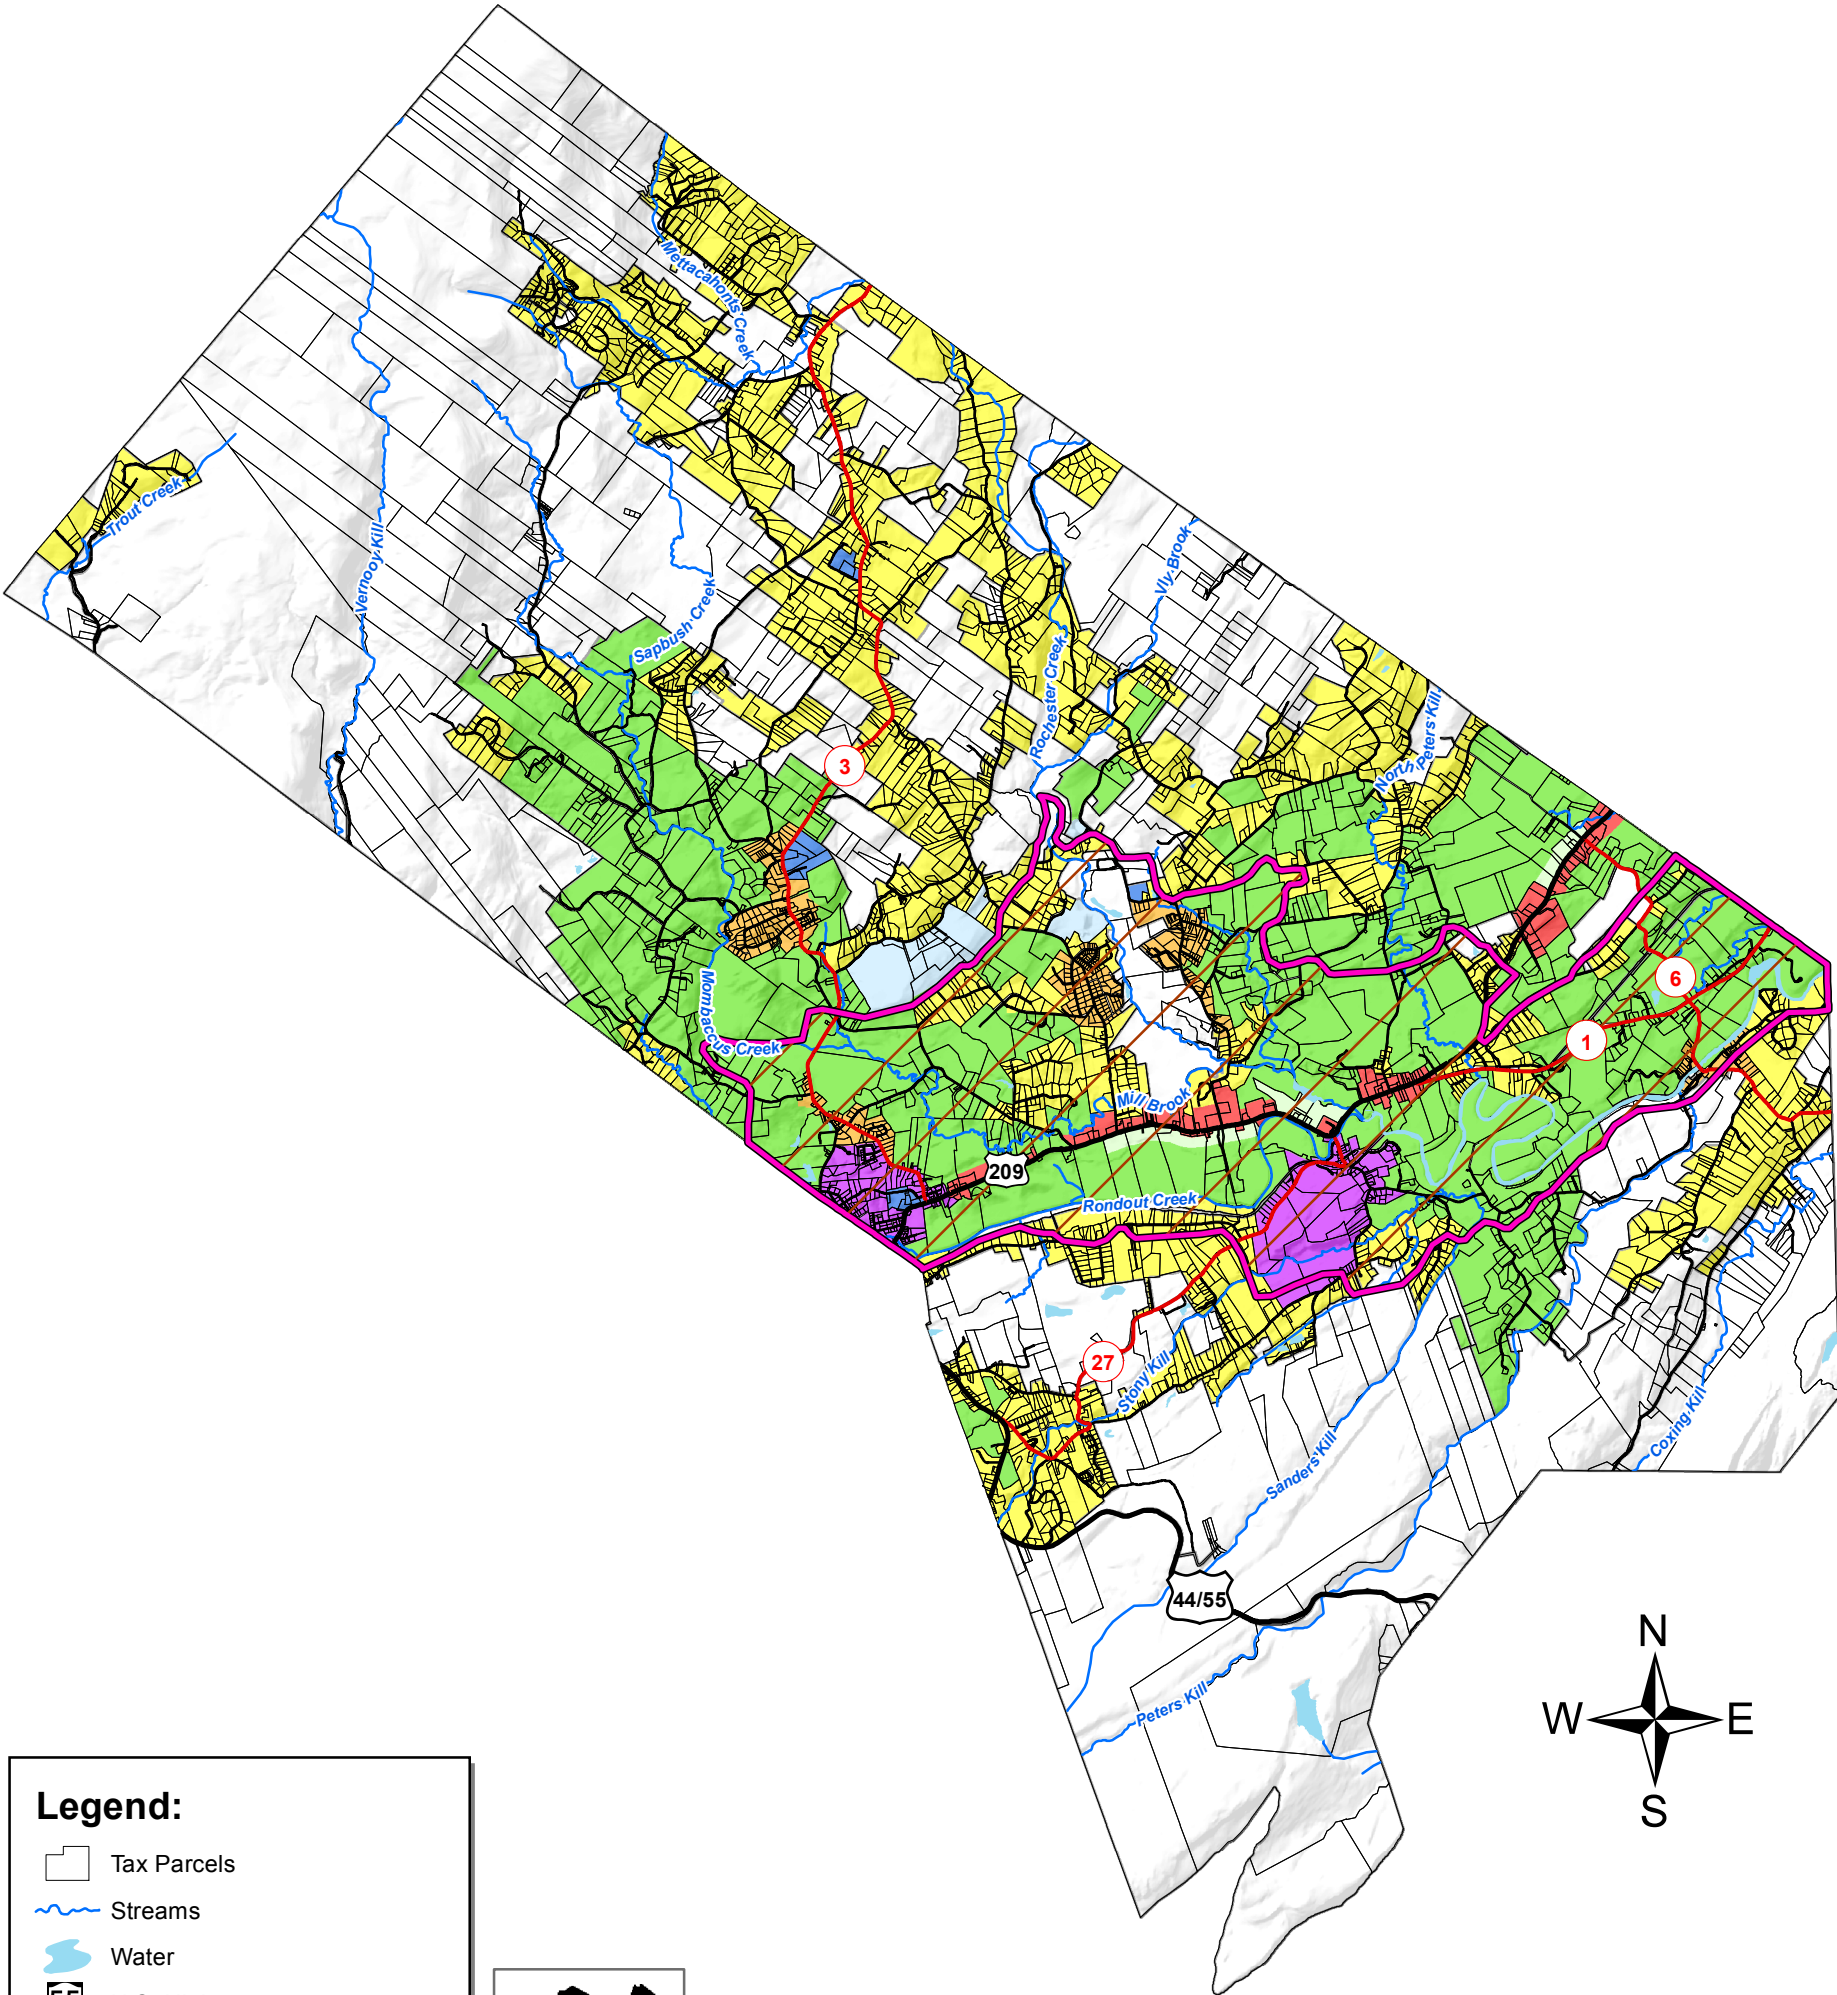 Mettacahonts Creek
Trout Creek
Vernooy Kill
Vly Brook
Sapbush Creek
Rochester Creek
North Peters Kill
3
6
Mombaccus Creek
1
Mill Brook
209
Rondout Creek
27
Stony Kill
Coxing Kill
Sanders Kill
44/55
Peters Kill
N
W
E
S
Legend:
Tax Parcels
Streams
Water